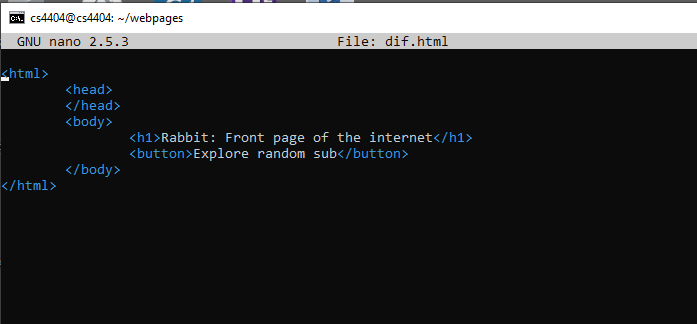 cs4404@cs4404: ~/webpages
GNU nano 2.5.3 File: dif.html
<html>
<head>
</head>
<body>
<h1>Rabbit: Front page of the internet</h1>
<button>Explore random sub</button>
</body>
</html>